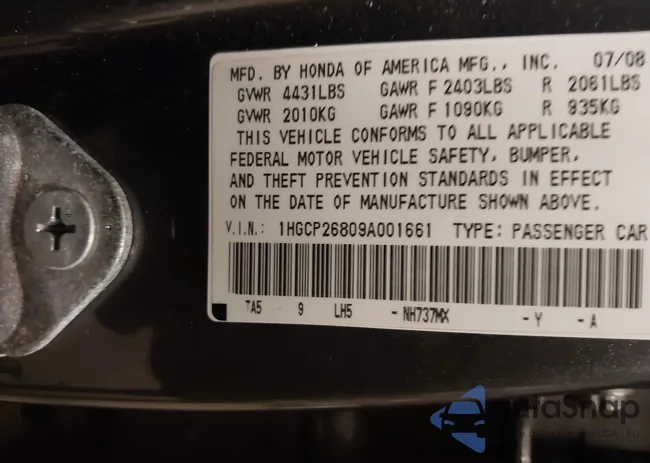 MFD. BY HONDA OF AMERICA MFG., INC. 07/08
GVWR 4431LBS GAWR F 2403LBS R 2061LBS
GVWR 2010KG GAWR F 1090KG R 935KG
THIS VEHICLE CONFORMS TO ALL APPLICABLE
FEDERAL MOTOR VEHICLE SAFETY, BUMPER,
AND THEFT PREVENTION STANDARDS IN EFFECT
ON THE DATE OF MANUFACTURE SHOWN ABOVE.
V.I.N.: 1HGCP26809A001661 TYPE: PASSENGER CAR
TA5 9 LH5 - NH737MX - Y - A